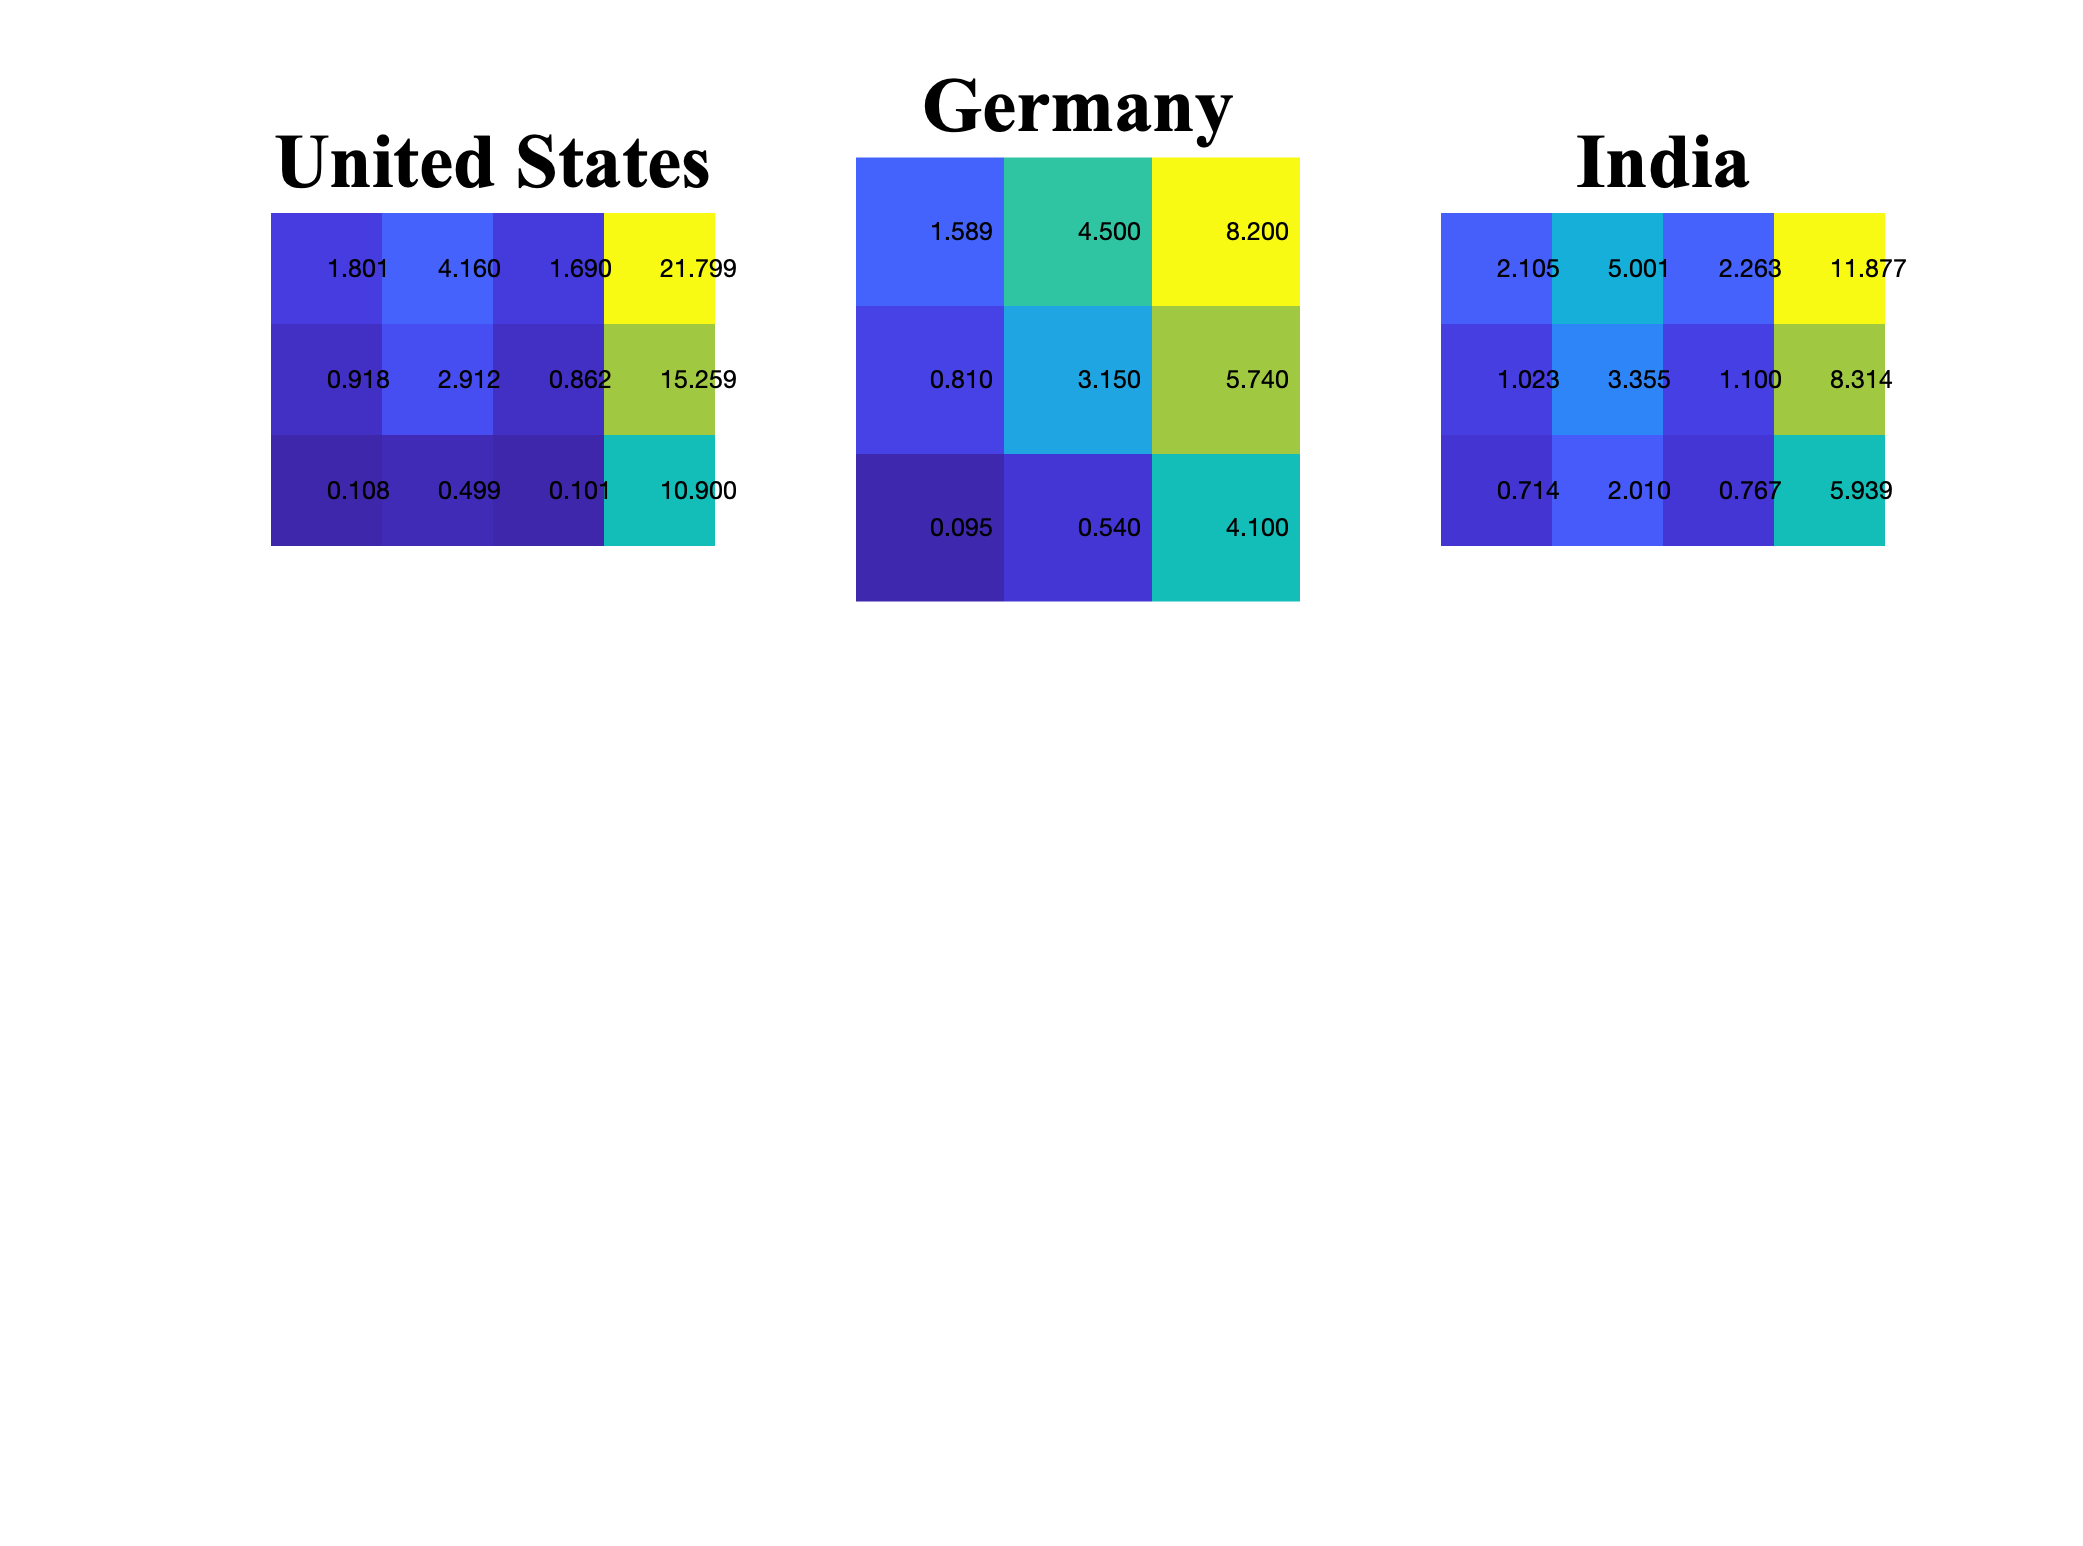 United States
1.801 4.160 1.690 21.799
0.918 2.912 0.862 15.259
0.108 0.499 0.101 10.900
Germany
1.589 4.500 8.200
0.810 3.150 5.740
0.095 0.540 4.100
India
2.105 5.001 2.263 11.877
1.023 3.355 1.100 8.314
0.714 2.010 0.767 5.939